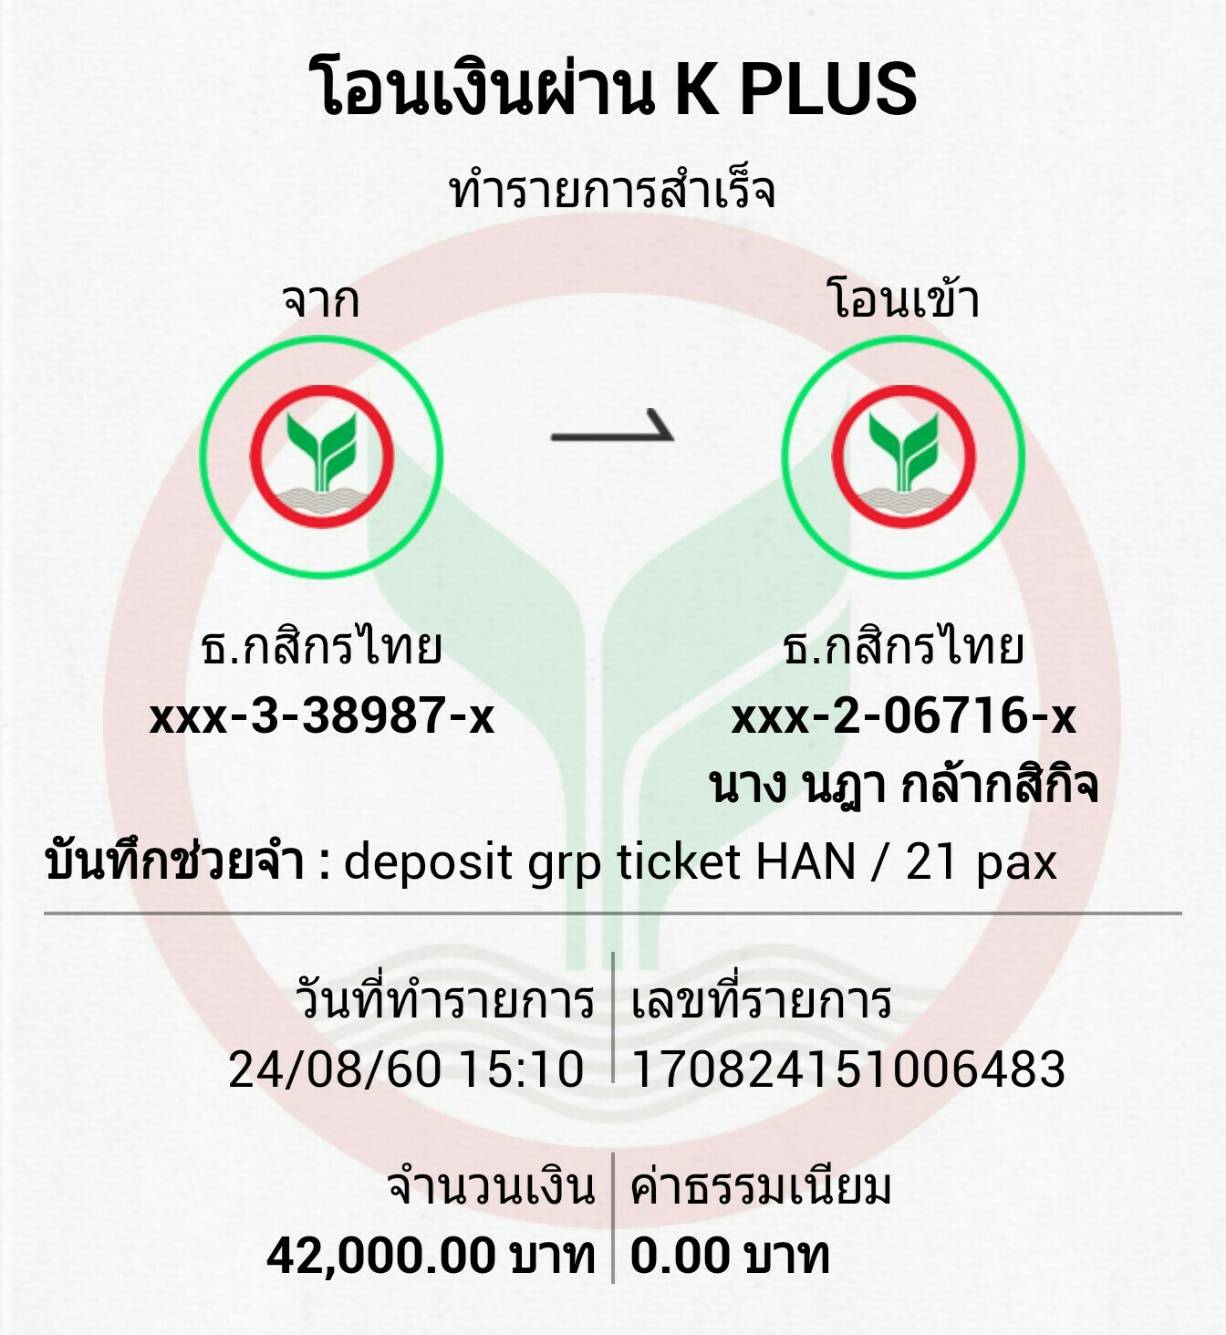 โอนเงินผ่าน K PLUS
ทำรายการสำเร็จ
จาก
โอนเข้า
ธ.กสิกรไทย
xxx-3-38987-x
ธ.กสิกรไทย
xxx-2-06716-x
นาง นฎา กล้ากสิกิจ
บันทึกช่วยจำ : deposit grp ticket HAN / 21 pax
วันที่ทำรายการ
24/08/60 15:10
เลขที่รายการ
170824151006483
จำนวนเงิน
42,000.00 บาท
ค่าธรรมเนียม
0.00 บาท